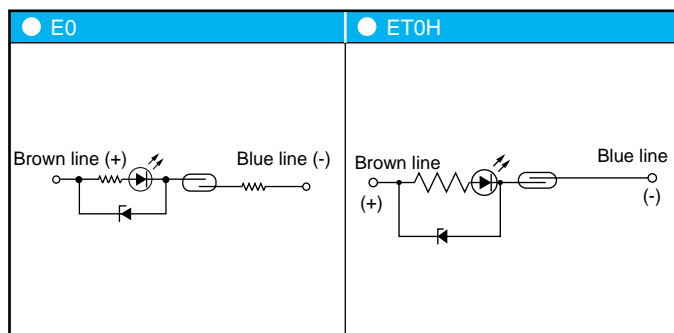 E0
ET0H
Brown line (+)
Blue line (-)
Brown line
(+)
Blue line
(-)